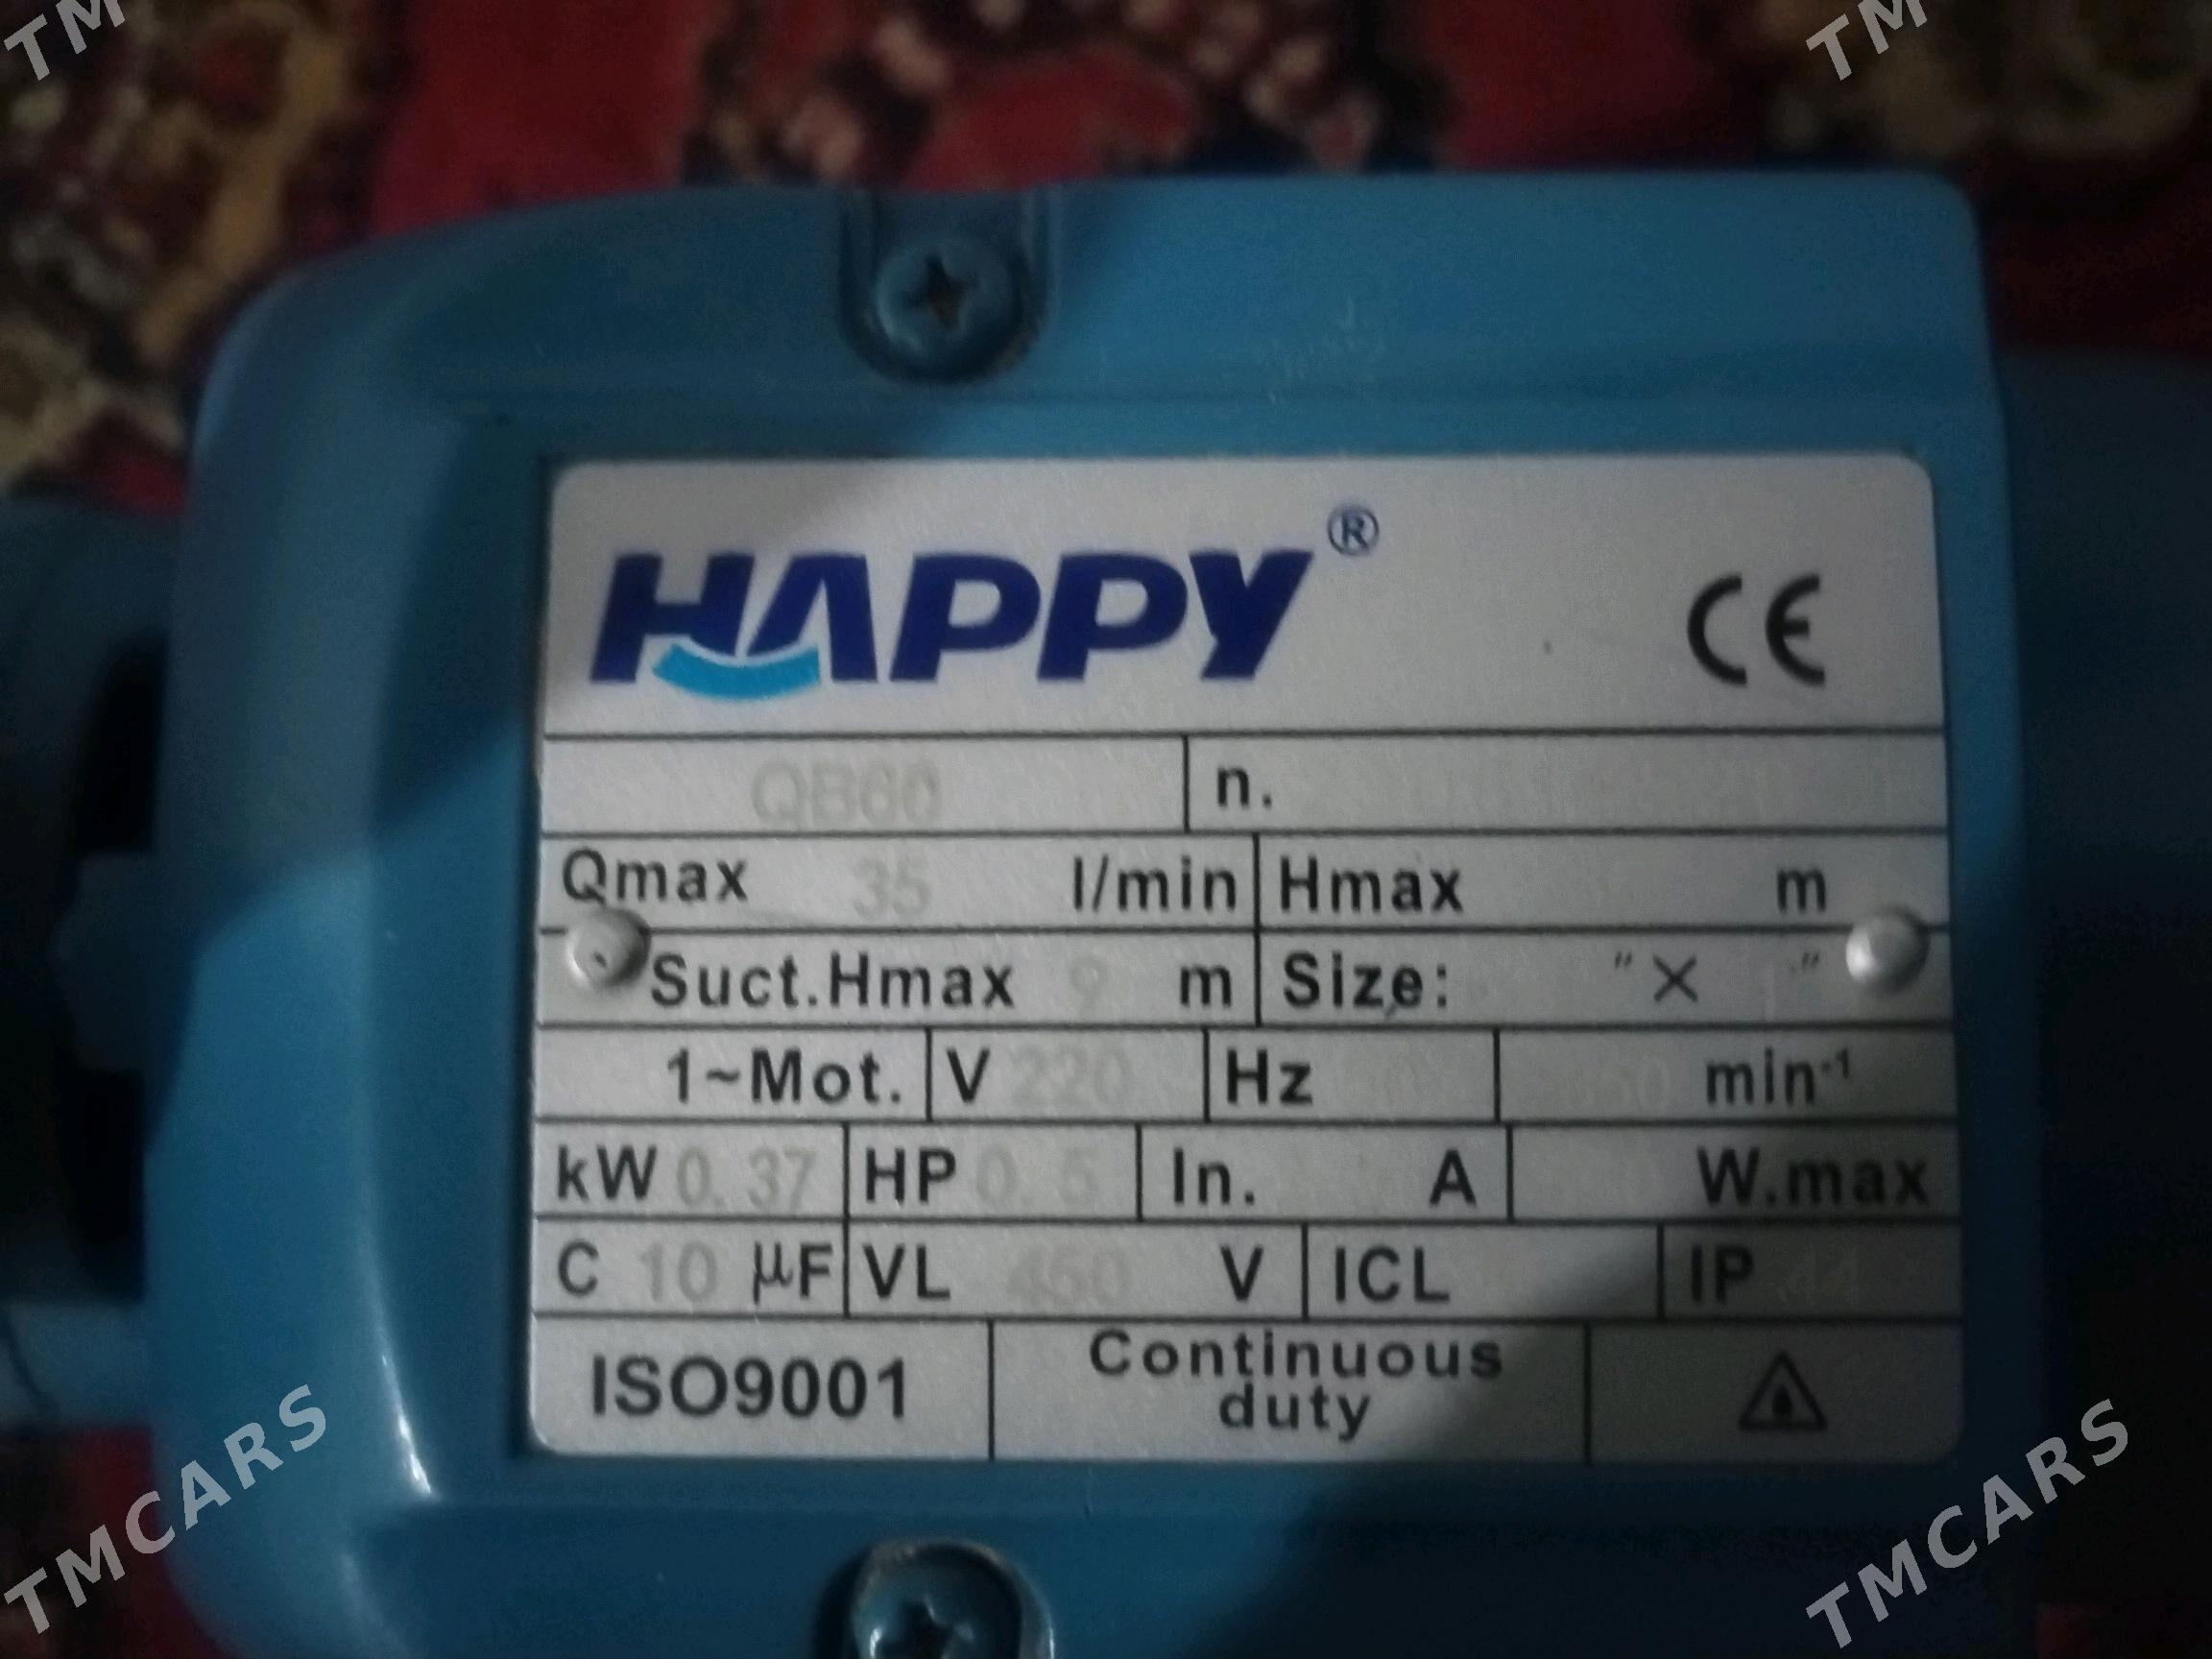 TM
TM
HAPPY®
CE
QB60 n.
Qmax 35 l/min Hmax m
Suct.Hmax 9 m Size: "× "
1~Mot. V 220 Hz min-1
kW 0.37 HP 0.5 In. A W.max
C 10 µF VL 450 V ICL IP 44
ISO9001 Continuous duty
TMCARS
TMCARS